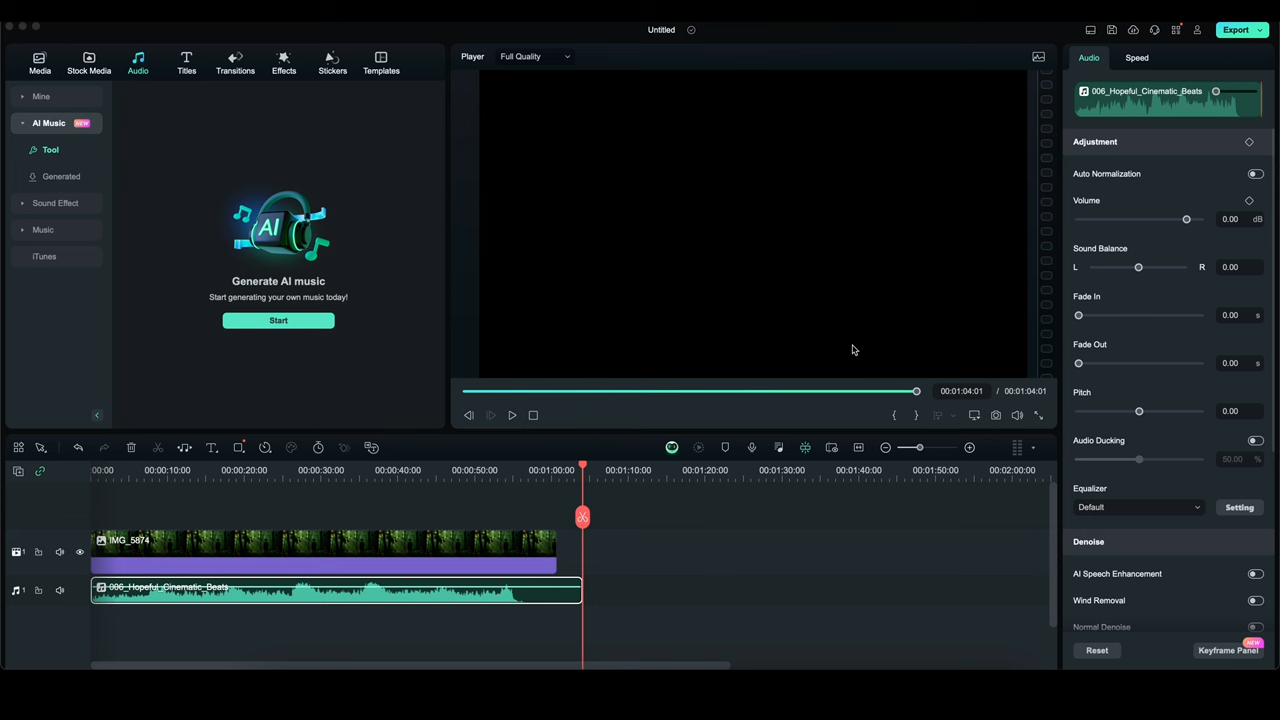 Untitled
Export
Media
Stock Media
Audio
Titles
Transitions
Effects
Stickers
Templates
Mine
AI Music NEW
Tool
Generated
Sound Effect
Music
iTunes
AI
Generate AI music
Start generating your own music today!
Start
Player Full Quality
00:01:04:01 / 00:01:04:01
Audio Speed
006_Hopeful_Cinematic_Beats
Adjustment
Auto Normalization
Volume
0.00 dB
Sound Balance
L R 0.00
Fade In
0.00 s
Fade Out
0.00 s
Pitch
0.00
Audio Ducking
50.00 %
Equalizer
Default Setting
Denoise
AI Speech Enhancement
Wind Removal
Normal Denoise
NEW
Reset Keyframe Panel
00:00 00:00:10:00 00:00:20:00 00:00:30:00 00:00:40:00 00:00:50:00 00:01:00:00 00:01:10:00 00:01:20:00 00:01:30:00 00:01:40:00 00:01:50:00 00:02:00:00
1 IMG_5874
1 006_Hopeful_Cinematic_Beats